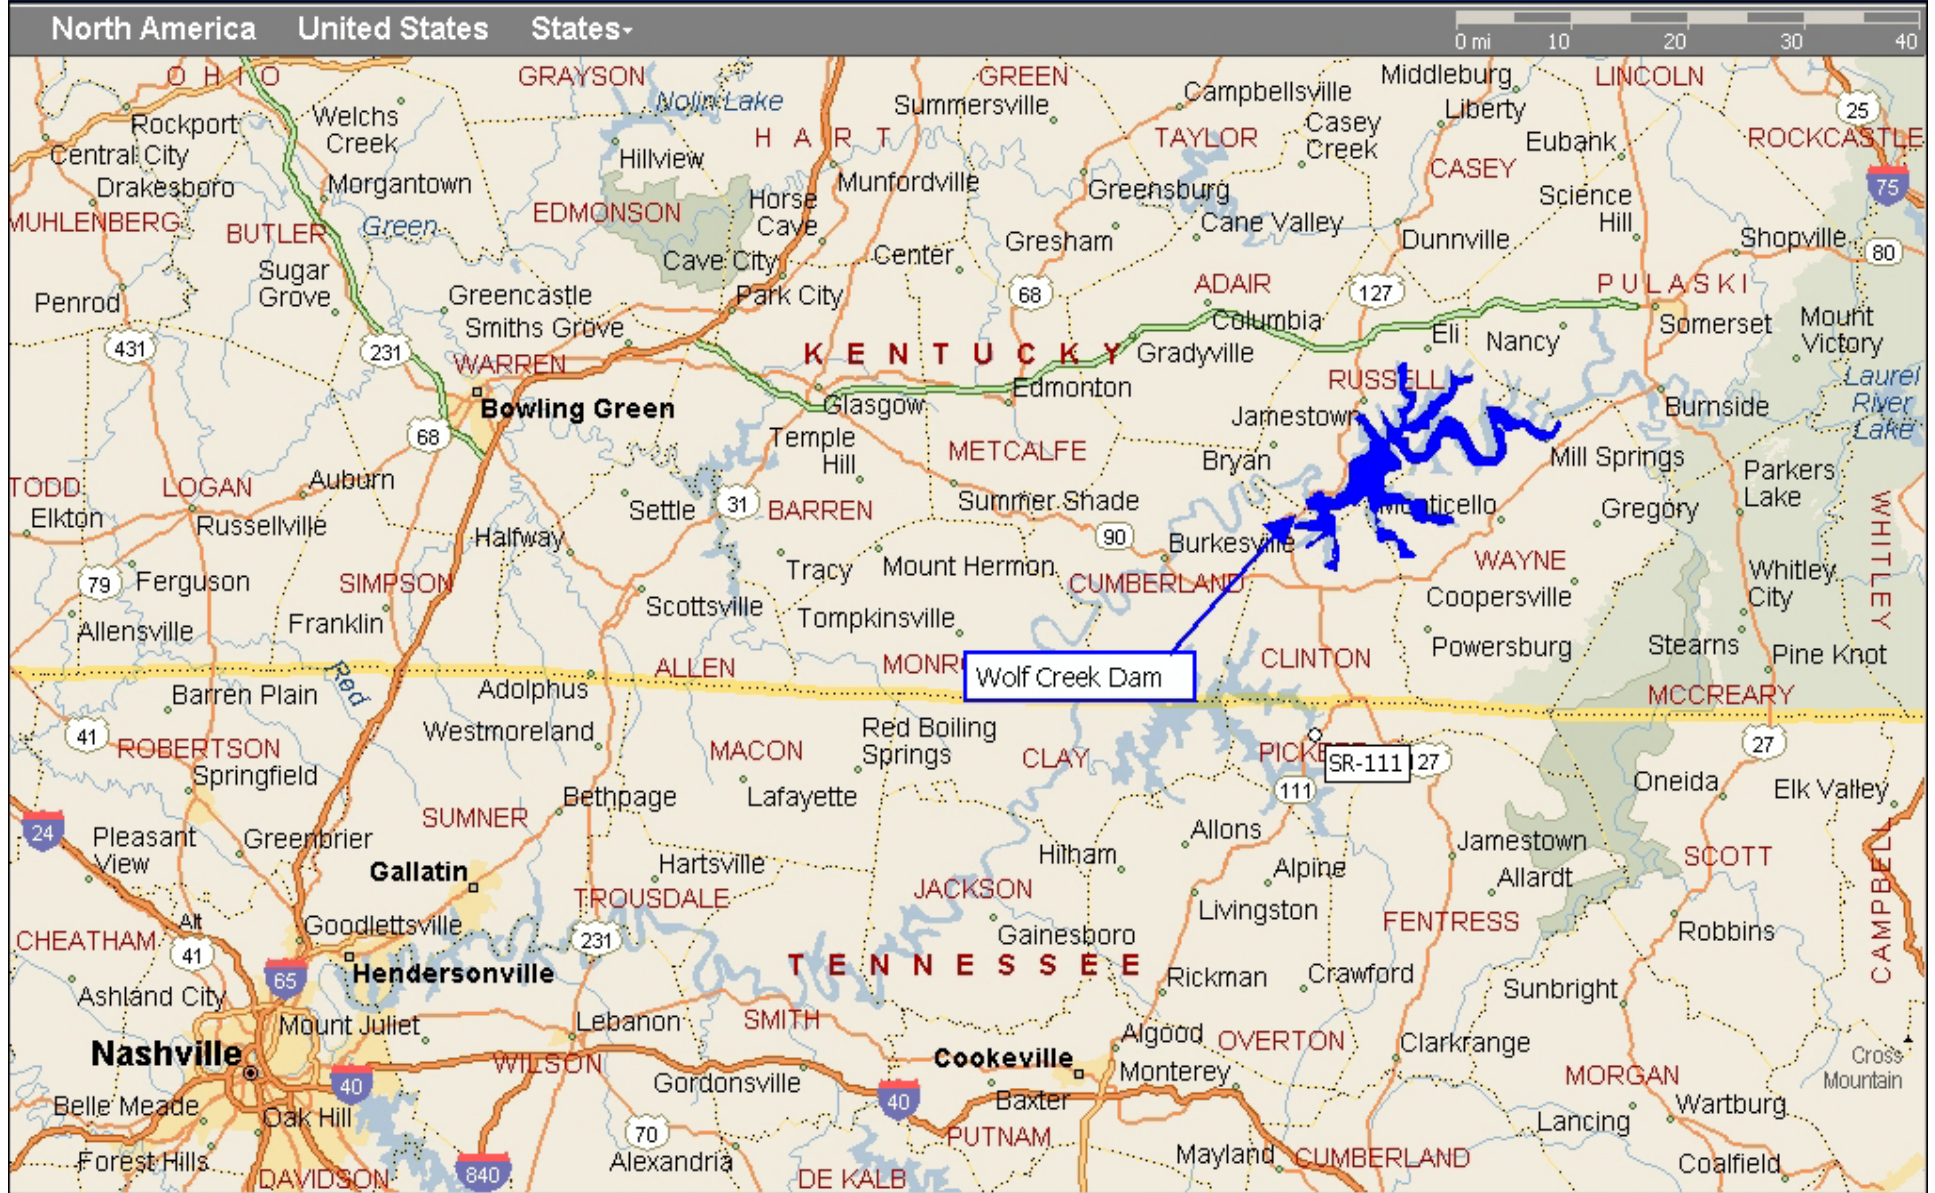 North America United States States
0 mi 10 20 30 40
OHIO
GRAYSON
Nolin Lake
GREEN
Middleburg
LINCOLN
Welchs
Creek
Summersville
Campbellsville
Liberty
25
Rockport
HART
TAYLOR
Casey
Creek
Eubank
ROCKCASTLE
Central City
Hillview
CASEY
Drakesboro
Morgantown
Munfordville
Greensburg
Science
Hill
75
MUHLENBERG
BUTLER
Green
EDMONSON
Horse
Cave
Cane Valley
Gresham
Dunnville
Shopville
80
Sugar
Grove
Cave City
Center
Penrod
Greencastle
Park City
68
ADAIR
127
PULASKI
Smiths Grove
Columbia
Eli
Nancy
Somerset
Mount
Victory
431
231
WARREN
KENTUCKY
Gradyville
Laurel
River
Lake
Bowling Green
Glasgow
Edmonton
RUSSELL
Jamestown
Burnside
68
Temple
Hill
METCALFE
Bryan
Mill Springs
Parkers
Lake
TODD
LOGAN
Auburn
Elkton
Russellville
Settle
31
BARREN
Summer Shade
Monticello
Gregory
WHITLEY
Halfway
90
Burkesville
79
Ferguson
SIMPSON
Tracy
Mount Hermon
CUMBERLAND
WAYNE
Whitley
City
Allensville
Franklin
Scottsville
Tompkinsville
Coopersville
Powersburg
Stearns
Pine Knot
Red
ALLEN
MONR
Wolf Creek Dam
CLINTON
MCCREARY
Barren Plain
Adolphus
41
ROBERTSON
Westmoreland
MACON
Red Boiling
Springs
CLAY
PICKETT
SR-111
127
27
Springfield
111
Oneida
Elk Valley
Bethpage
Lafayette
24
Pleasant
View
Greenbrier
SUMNER
Allons
Jamestown
Gallatin
Hartsville
Hilham
Alpine
SCOTT
CAMPBELL
TROUSDALE
JACKSON
Allardt
Alt
41
Goodlettsville
Livingston
FENTRESS
Robbins
CHEATHAM
231
Gainesboro
65
Hendersonville
TENNESSEE
Rickman
Crawford
Sunbright
Ashland City
Mount Juliet
Lebanon
SMITH
Algood
OVERTON
Clarkrange
Nashville
WILSON
Cookeville
Monterey
Cross
Mountain
40
Gordonsville
40
Baxter
MORGAN
Belle Meade
Oak Hill
Lancing
Wartburg
70
PUTNAM
Forest Hills
840
Alexandria
Mayland
CUMBERLAND
Coalfield
DAVIDSON
DE KALB